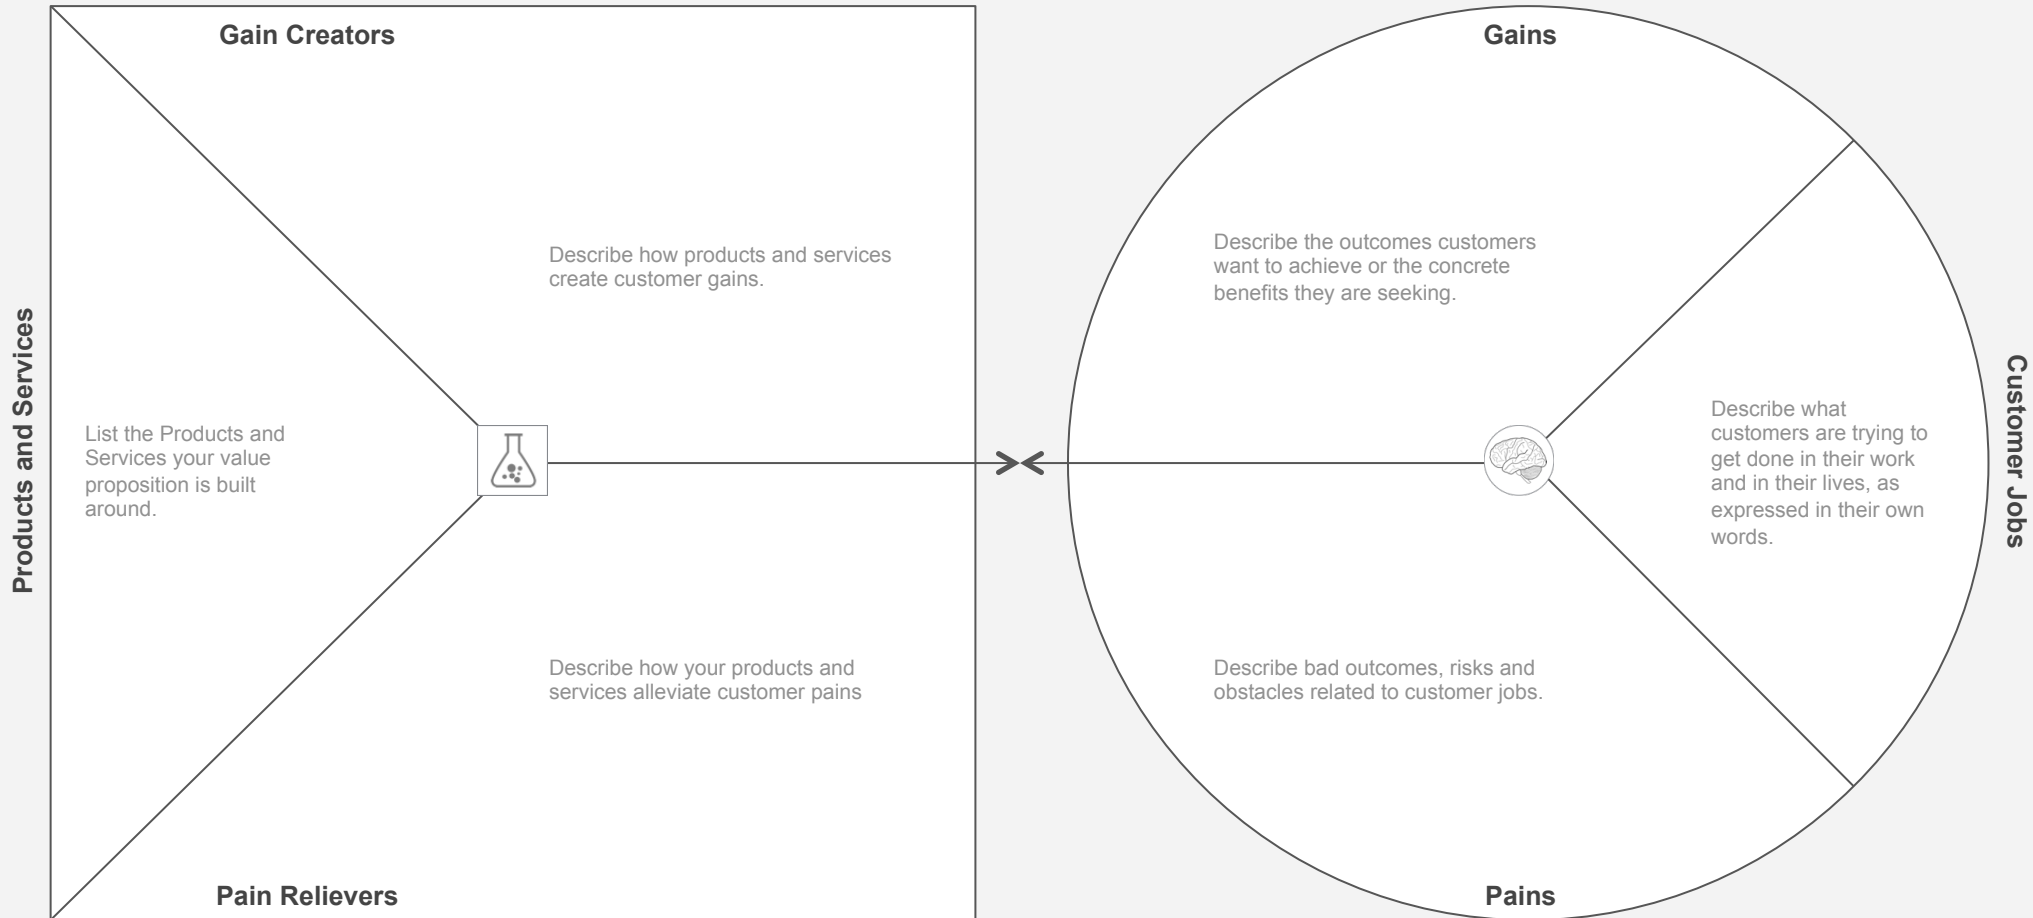 Gain Creators
Describe how products and services
create customer gains.
Products and Services
List the Products and
Services your value
proposition is built
around.
Describe how your products and
services alleviate customer pains
Pain Relievers
Gains
Describe the outcomes customers
want to achieve or the concrete
benefits they are seeking.
Describe what
customers are trying to
get done in their work
and in their lives, as
expressed in their own
words.
Customer Jobs
Describe bad outcomes, risks and
obstacles related to customer jobs.
Pains